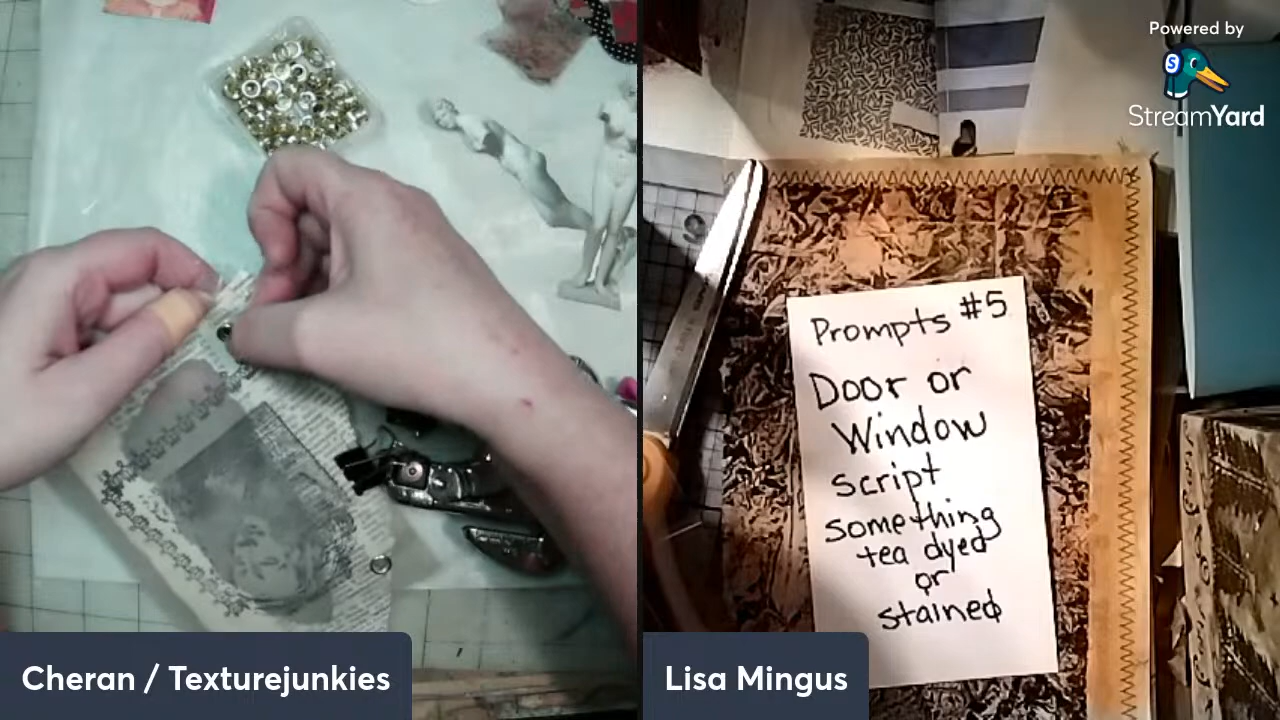 Powered by
StreamYard
Prompts #5
Door or
Window
script
something
tea dyed
or
stained
Cheran / Texturejunkies
Lisa Mingus